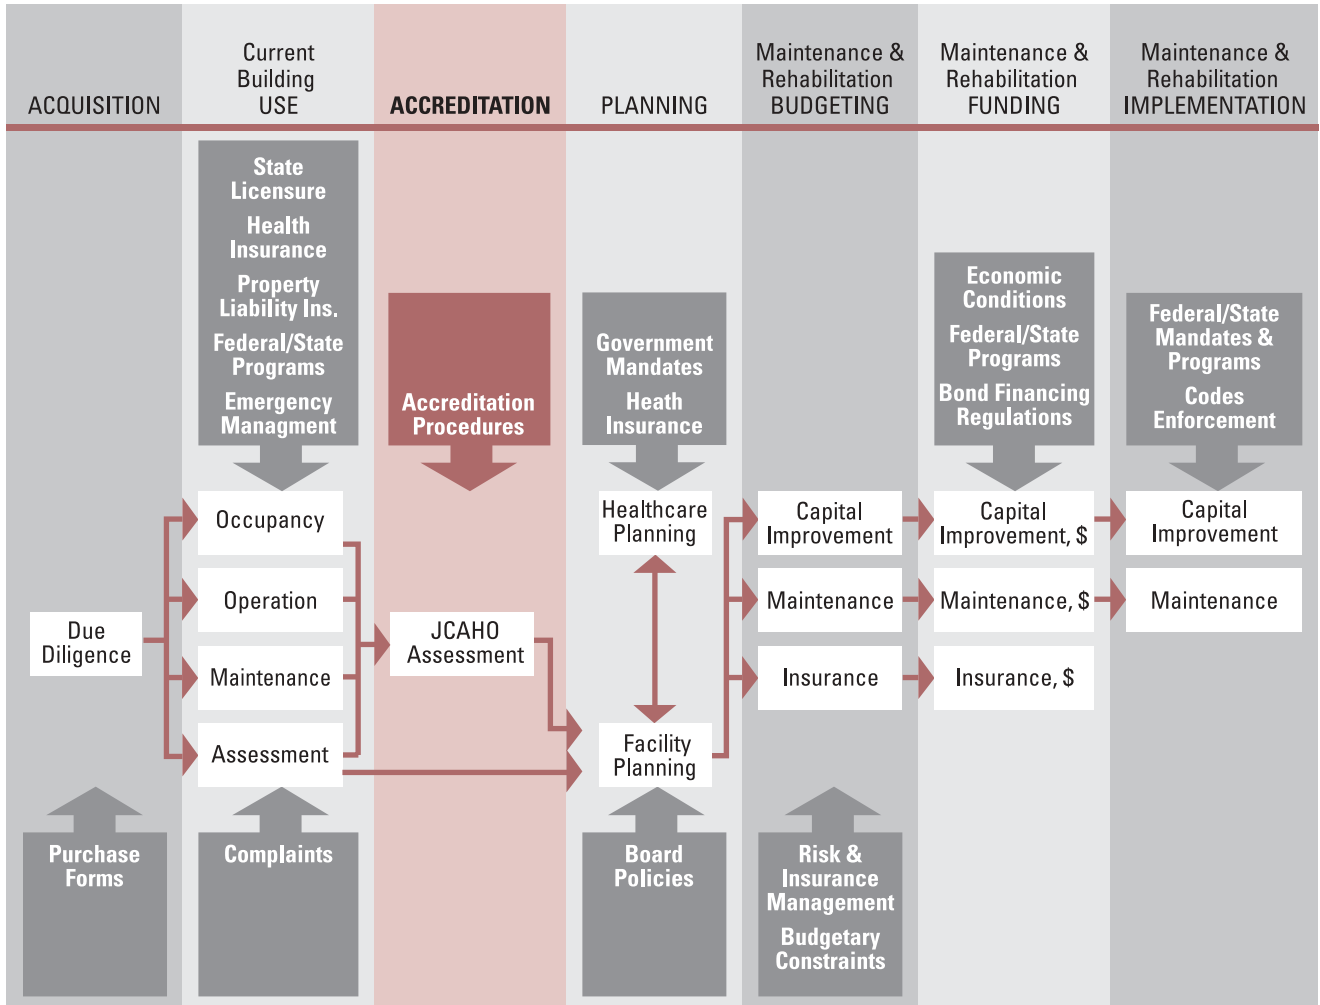 ACQUISITION
Current
Building
USE
ACCREDITATION
PLANNING
Maintenance &
Rehabilitation
BUDGETING
Maintenance &
Rehabilitation
FUNDING
Maintenance &
Rehabilitation
IMPLEMENTATION
State
Licensure
Health
Insurance
Property
Liability Ins.
Federal/State
Programs
Emergency
Managment
Accreditation
Procedures
Government
Mandates
Heath
Insurance
Economic
Conditions
Federal/State
Programs
Bond Financing
Regulations
Federal/State
Mandates &
Programs
Codes
Enforcement
Due
Diligence
Occupancy
Operation
Maintenance
Assessment
JCAHO
Assessment
Healthcare
Planning
Facility
Planning
Capital
Improvement
Maintenance
Insurance
Capital
Improvement, $
Maintenance, $
Insurance, $
Capital
Improvement
Maintenance
Purchase
Forms
Complaints
Board
Policies
Risk &
Insurance
Management
Budgetary
Constraints